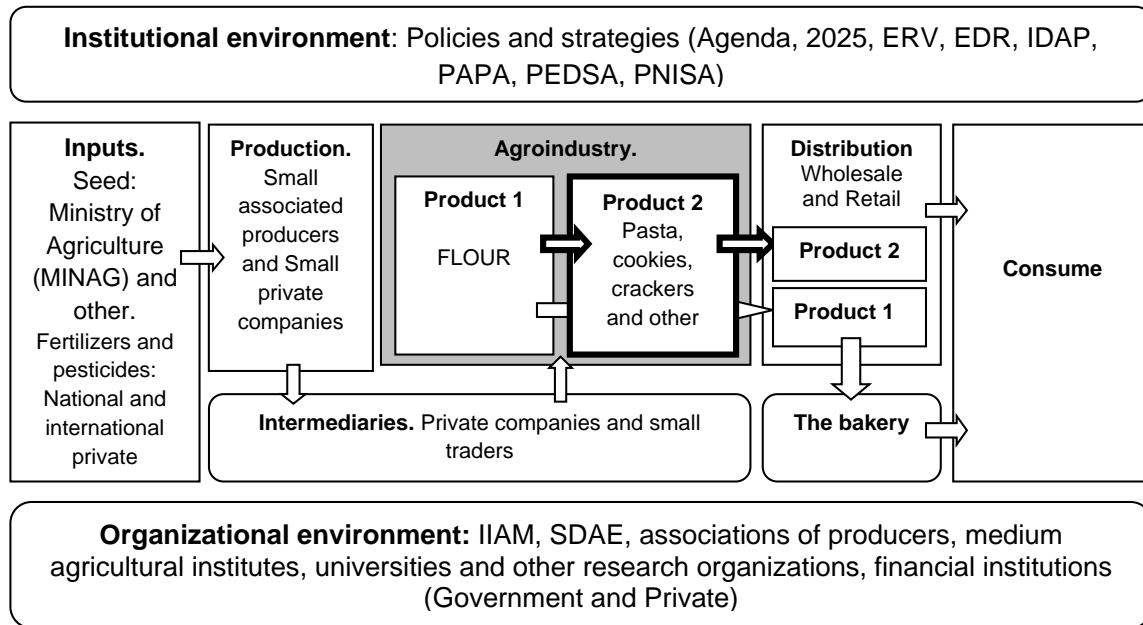 Institutional environment: Policies and strategies (Agenda, 2025, ERV, EDR, IDAP,
PAPA, PEDSA, PNISA)
Inputs.
Seed:
Ministry of
Agriculture
(MINAG) and
other.
Fertilizers and
pesticides:
National and
international
private
Production.
Small
associated
producers
and Small
private
companies
Agroindustry.
Product 1
FLOUR
Product 2
Pasta,
cookies,
crackers
and other
Distribution
Wholesale
and Retail
Product 2
Product 1
Consume
Intermediaries. Private companies and small
traders
The bakery
Organizational environment: IIAM, SDAE, associations of producers, medium
agricultural institutes, universities and other research organizations, financial institutions
(Government and Private)